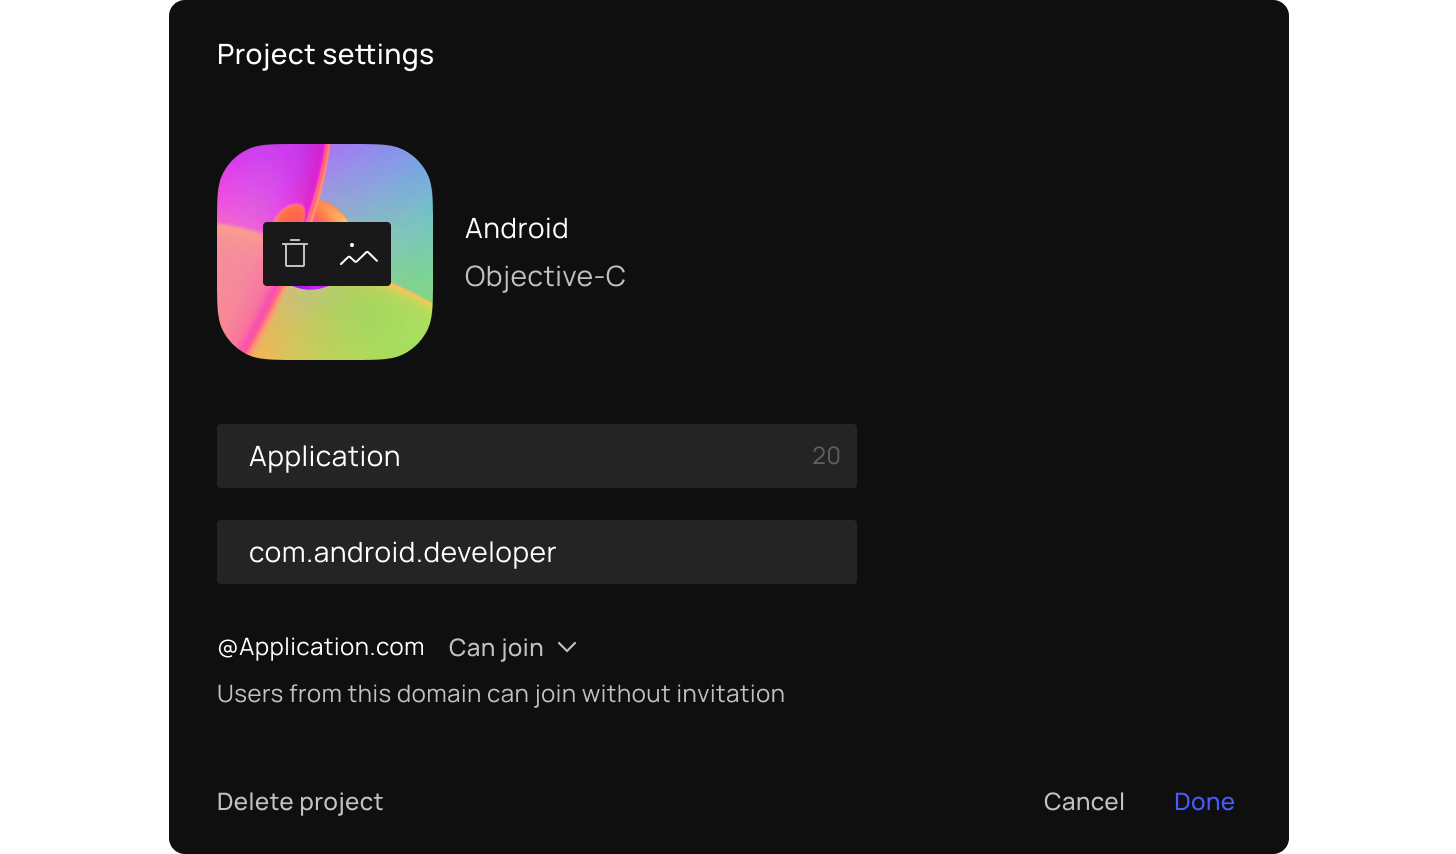 Project settings
Android
Objective-C
Application 20
com.android.developer
@Application.com Can join
Users from this domain can join without invitation
Delete project Cancel Done